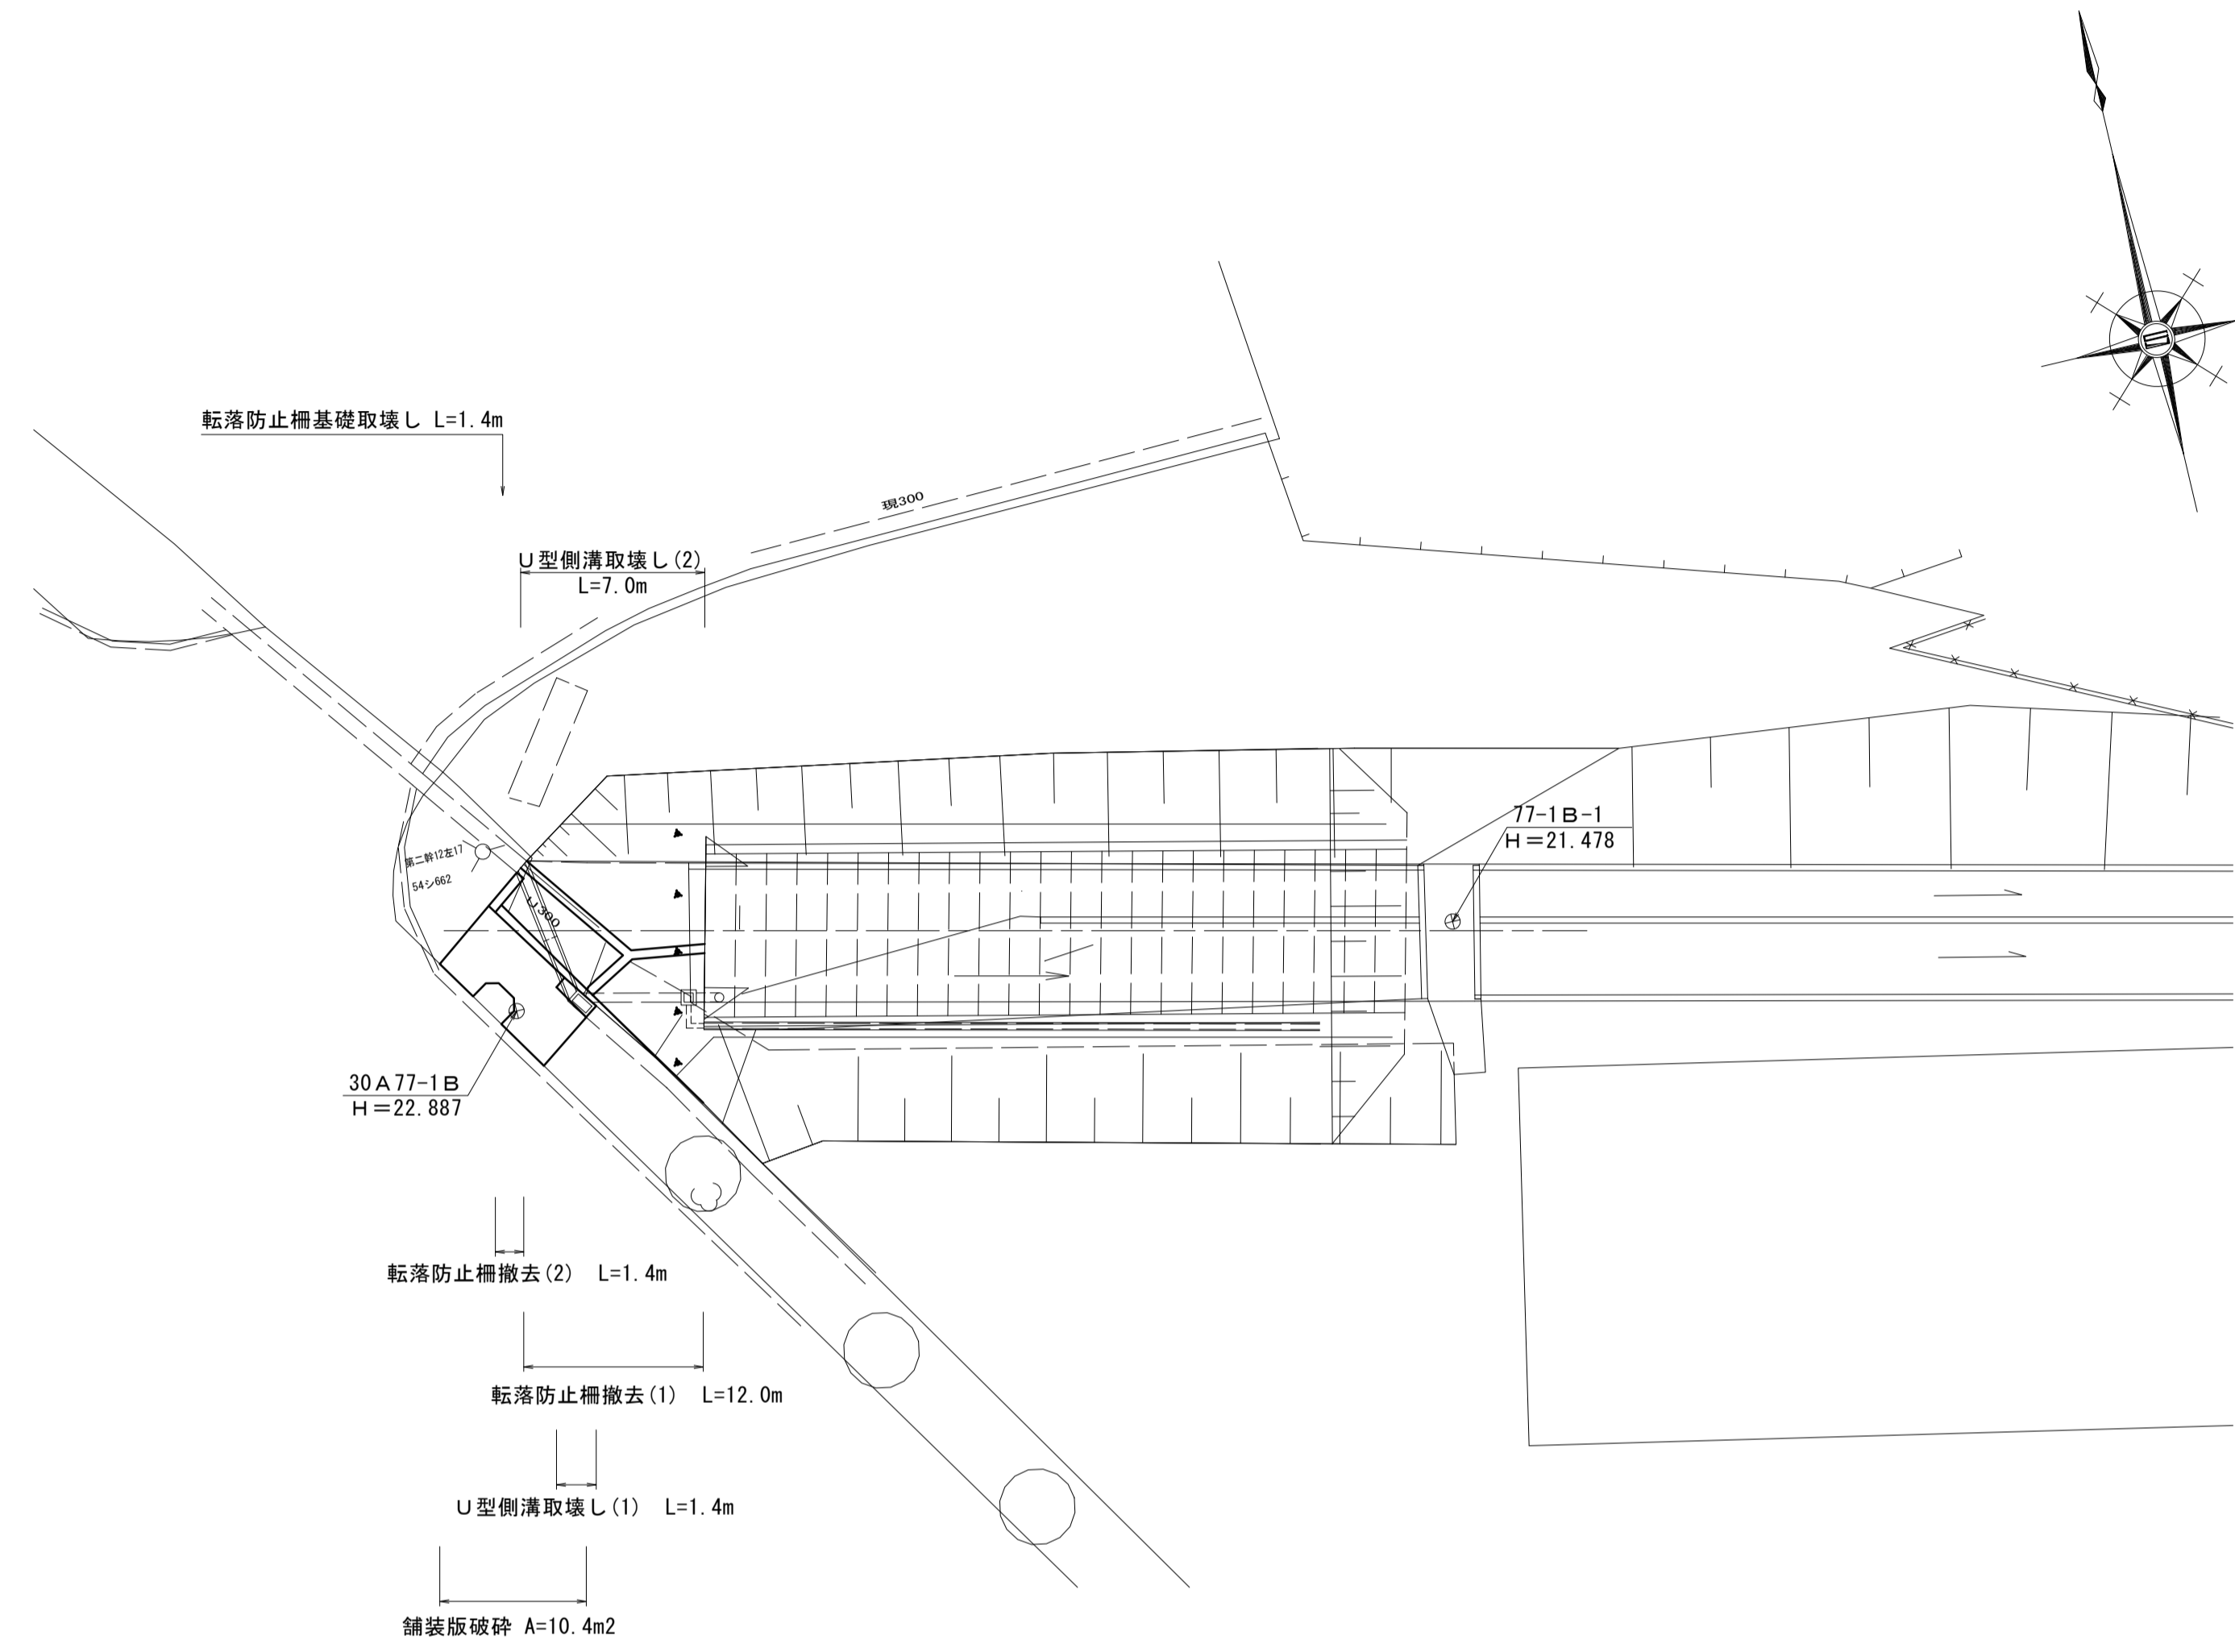 転落防止柵基礎取壊し L=1.4m
現300
U型側溝取壊し(2)
L=7.0m
77-1B-1
H=21.478
第二幹12左17
54シ662
U300
30A77-1B
H=22.887
転落防止柵撤去(2) L=1.4m
転落防止柵撤去(1) L=12.0m
U型側溝取壊し(1) L=1.4m
舗装版破砕 A=10.4m2